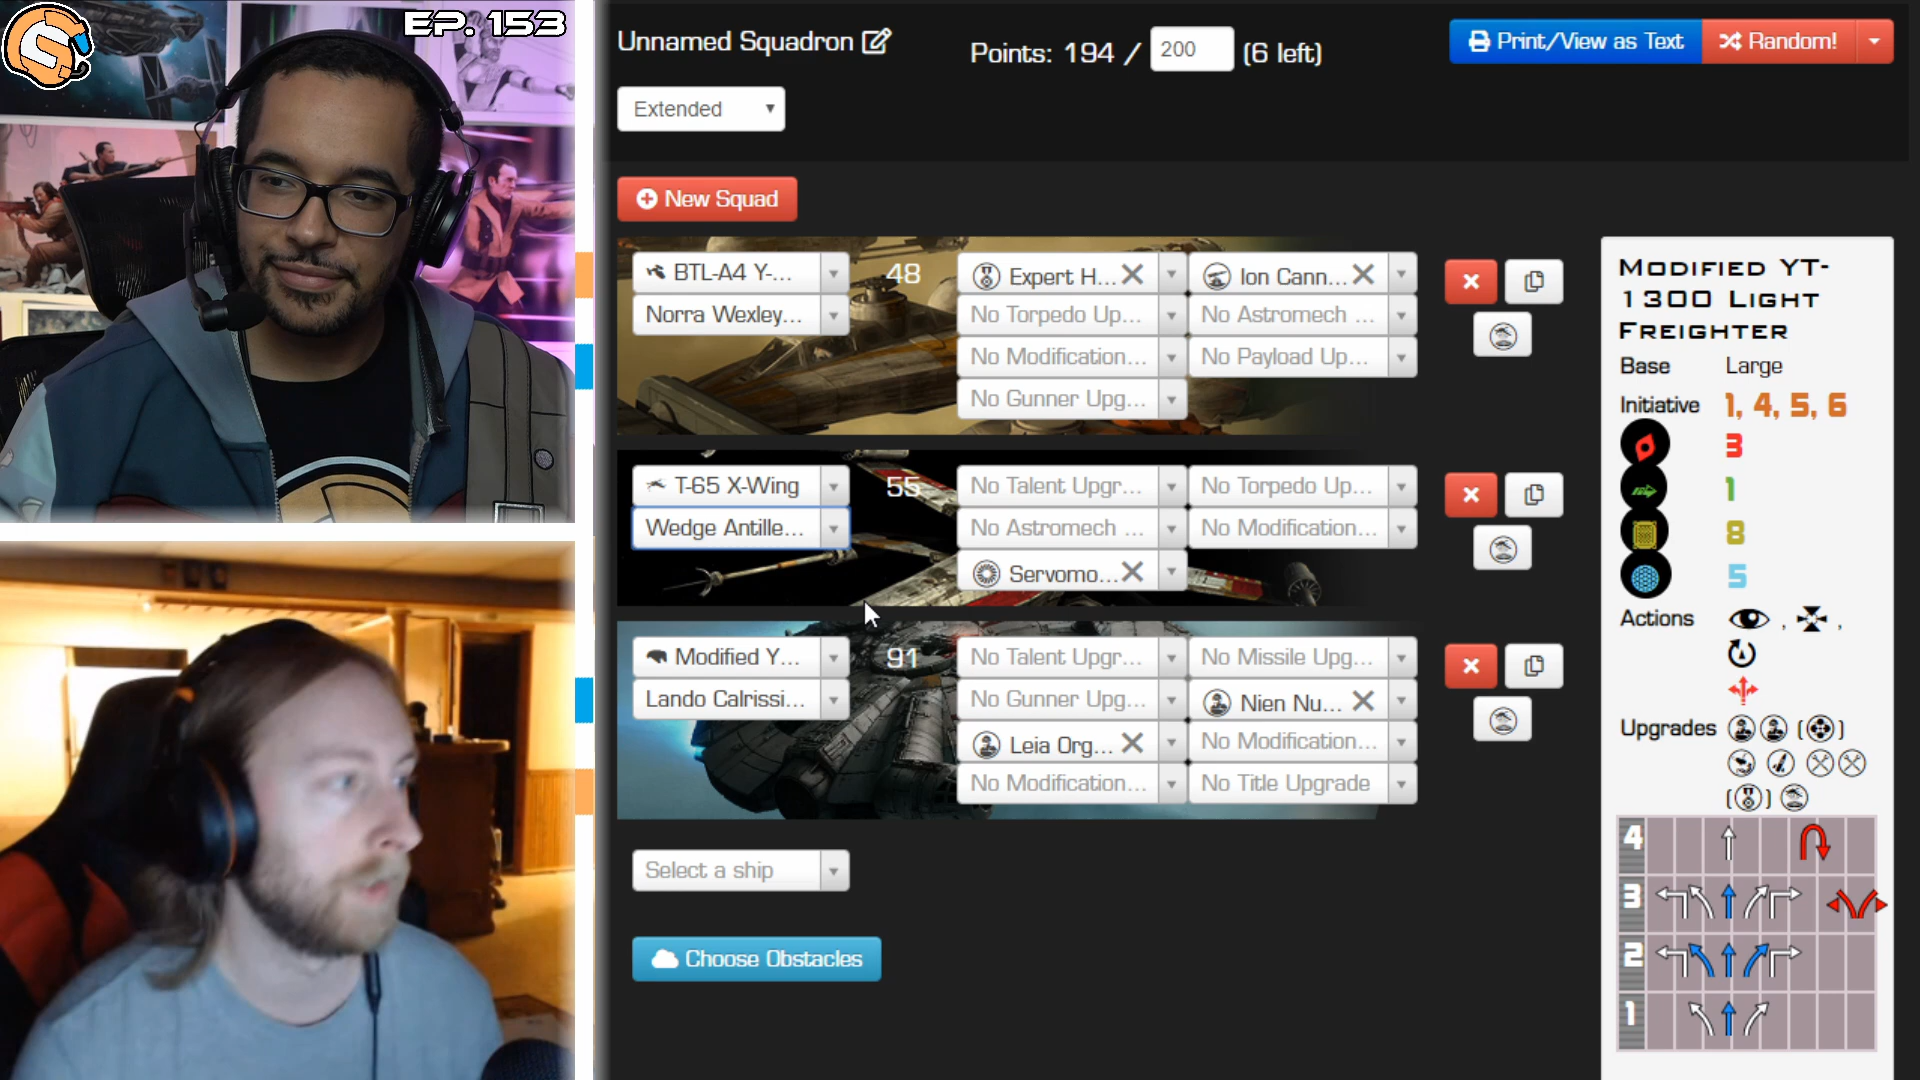 EP. 153
Unnamed Squadron
Points: 194 / 200 (6 left)
Print/View as Text
Random!
Extended
New Squad
BTL-A4 Y-...
48
Expert H...
Ion Cann...
Norra Wexley...
No Torpedo Up...
No Astromech ...
No Modification...
No Payload Up...
No Gunner Upg...
T-65 X-Wing
55
No Talent Upgr...
No Torpedo Up...
Wedge Antille...
No Astromech ...
No Modification...
Servomo...
Modified Y...
91
No Talent Upgr...
No Missile Upg...
Lando Calrissi...
No Gunner Upg...
Nien Nu...
Leia Org...
No Modification...
No Modification...
No Title Upgrade
Select a ship
Choose Obstacles
Modified YT-
1300 Light
Freighter
Base Large
Initiative 1, 4, 5, 6
3
1
8
5
Actions
Upgrades
4
3
2
1